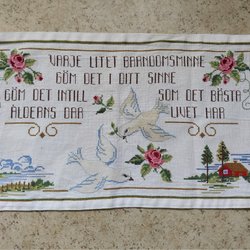 VARJE LITET BARNDOMSMINNE
GÖM DET I DITT SINNE
GÖM DET INTILL
ÅLDERNS DAR
SOM DET BÄSTA
LIVET HAR